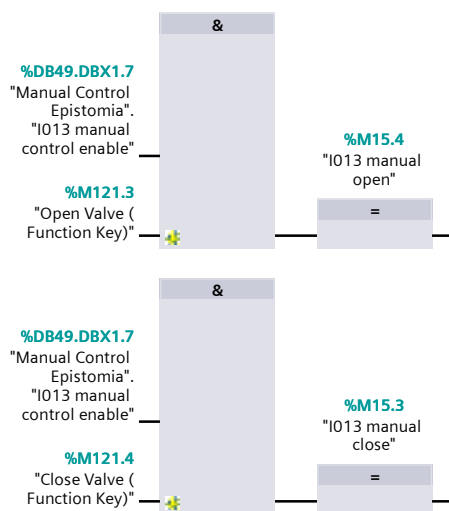 &
%DB49.DBX1.7
"Manual Control
Epistomia".
"I013 manual
control enable"
%M15.4
"I013 manual
open"
%M121.3
"Open Valve (
Function Key)"
=
&
%DB49.DBX1.7
"Manual Control
Epistomia".
"I013 manual
control enable"
%M15.3
"I013 manual
close"
%M121.4
"Close Valve (
Function Key)"
=